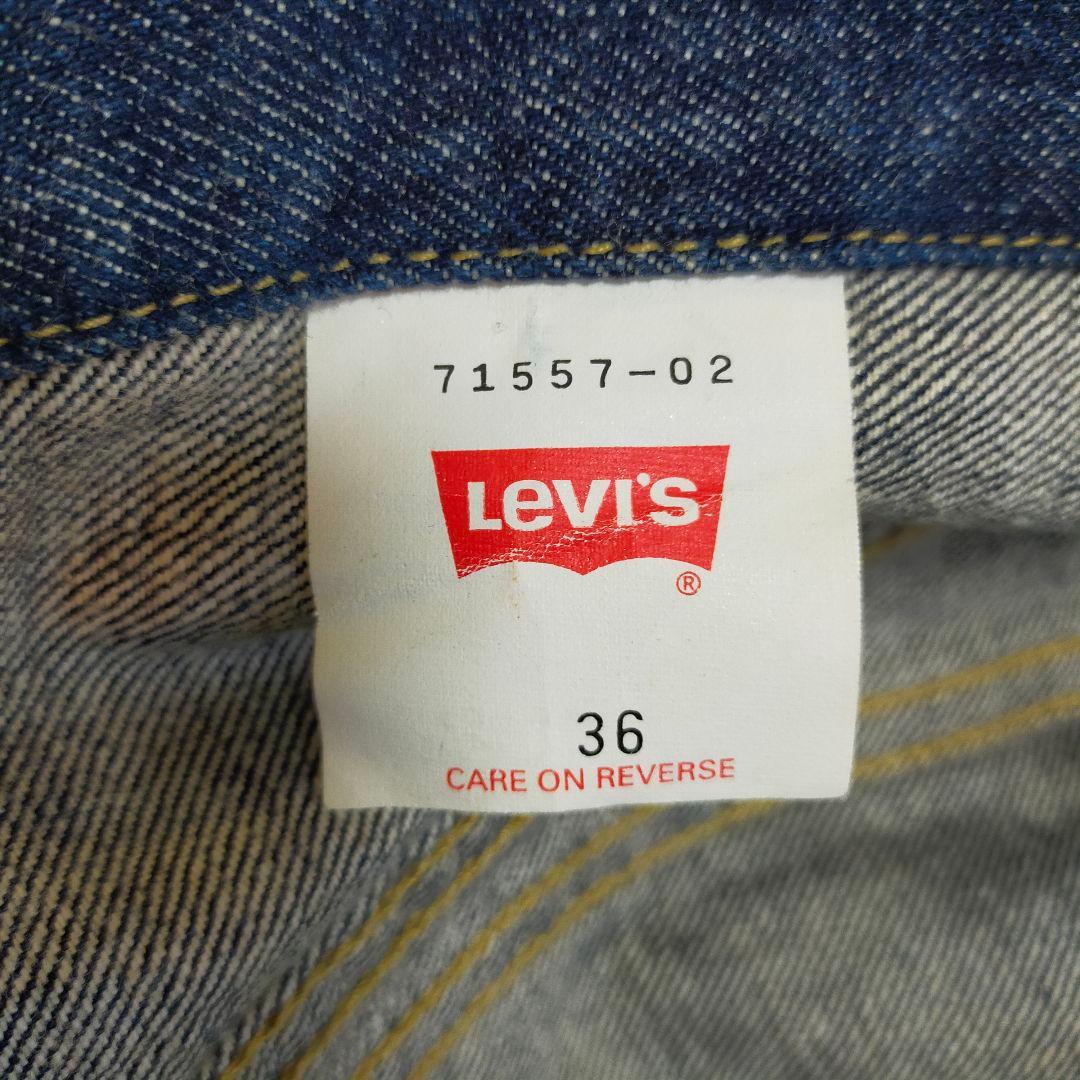 71557-02
LEVI'S
®
36
CARE ON REVERSE